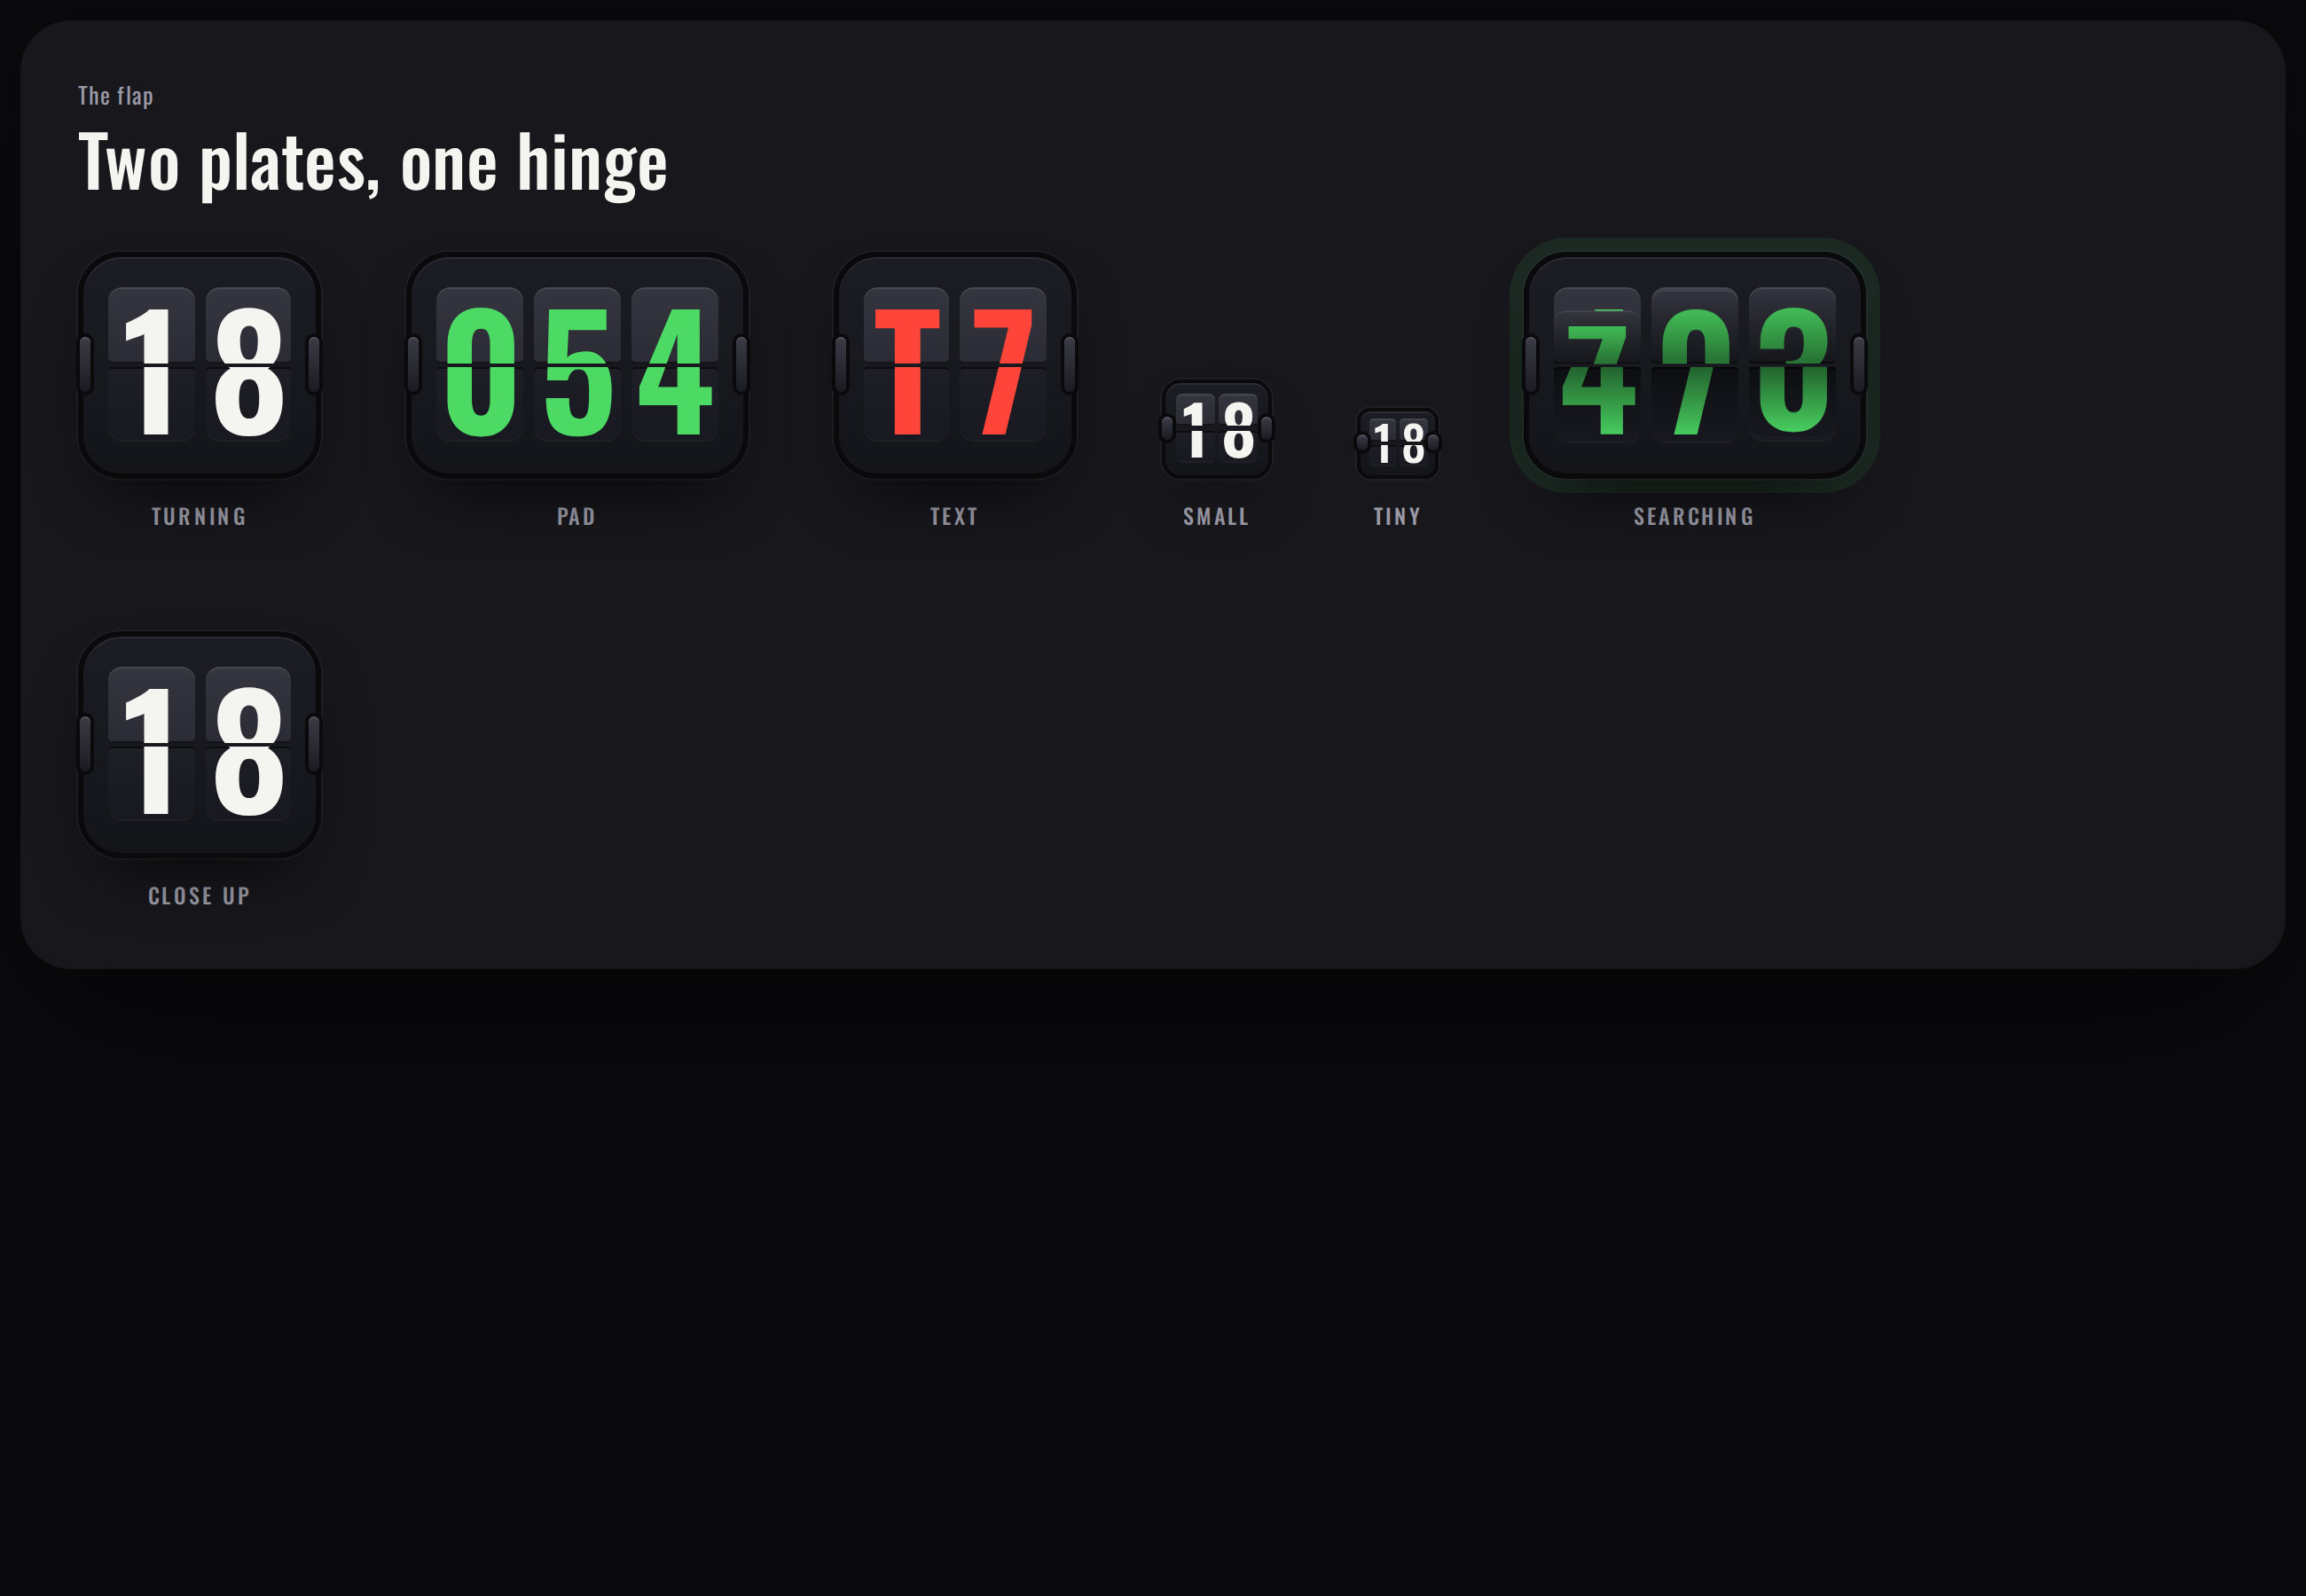 The flap
Two plates, one hinge
18 054 T7 18 18
TURNING PAD TEXT SMALL TINY SEARCHING
18
CLOSE UP